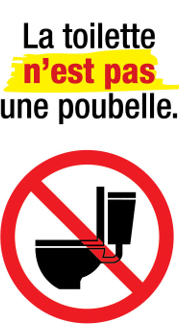 La toilette
n'est pas
une poubelle.